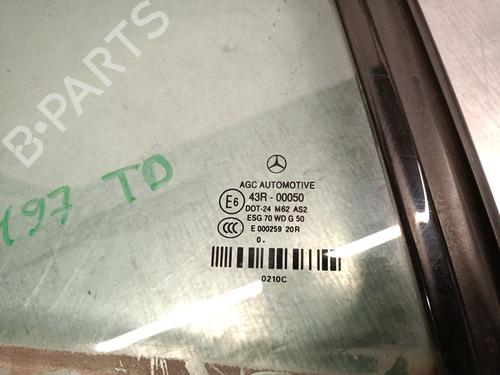 B-PARTS
197 TD
AGC AUTOMOTIVE
E6 43R - 00050
DOT-24 M62 AS2
CCC ESG 70 WD G 50
E 000259 20R
0.
0210C